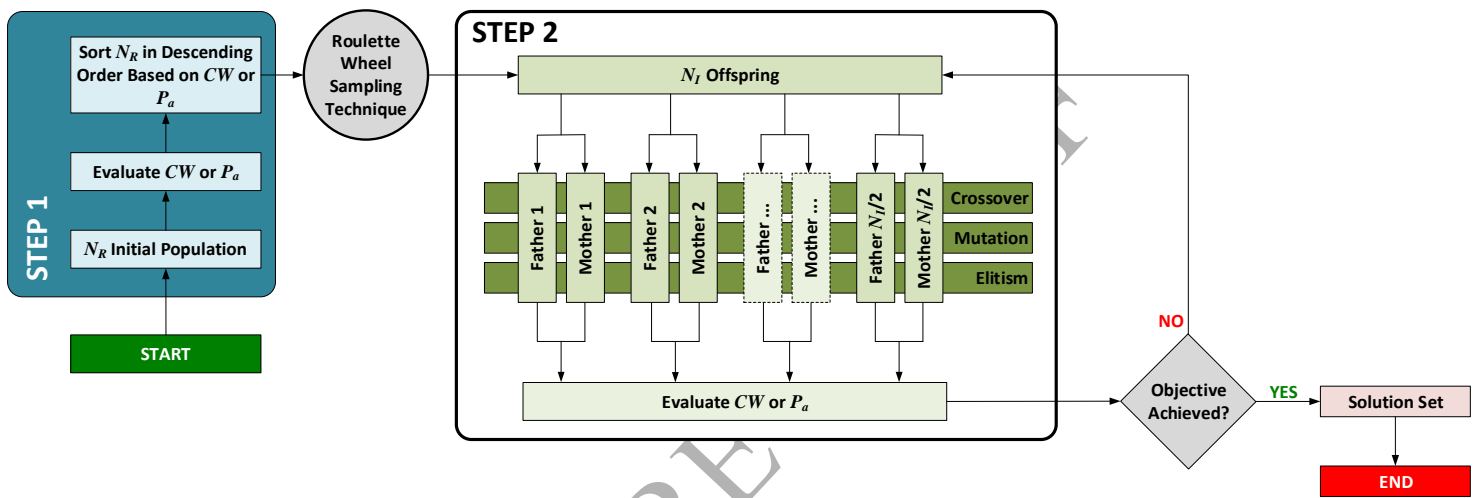 STEP 1
Sort N_R in Descending
Order Based on CW or
P_a
Evaluate CW or P_a
N_R Initial Population
START
Roulette
Wheel
Sampling
Technique
STEP 2
N_I Offspring
Father 1
Mother 1
Father 2
Mother 2
Father ...
Mother ...
Father N_I/2
Mother N_I/2
Crossover
Mutation
Elitism
Evaluate CW or P_a
Objective
Achieved?
NO
YES
Solution Set
END